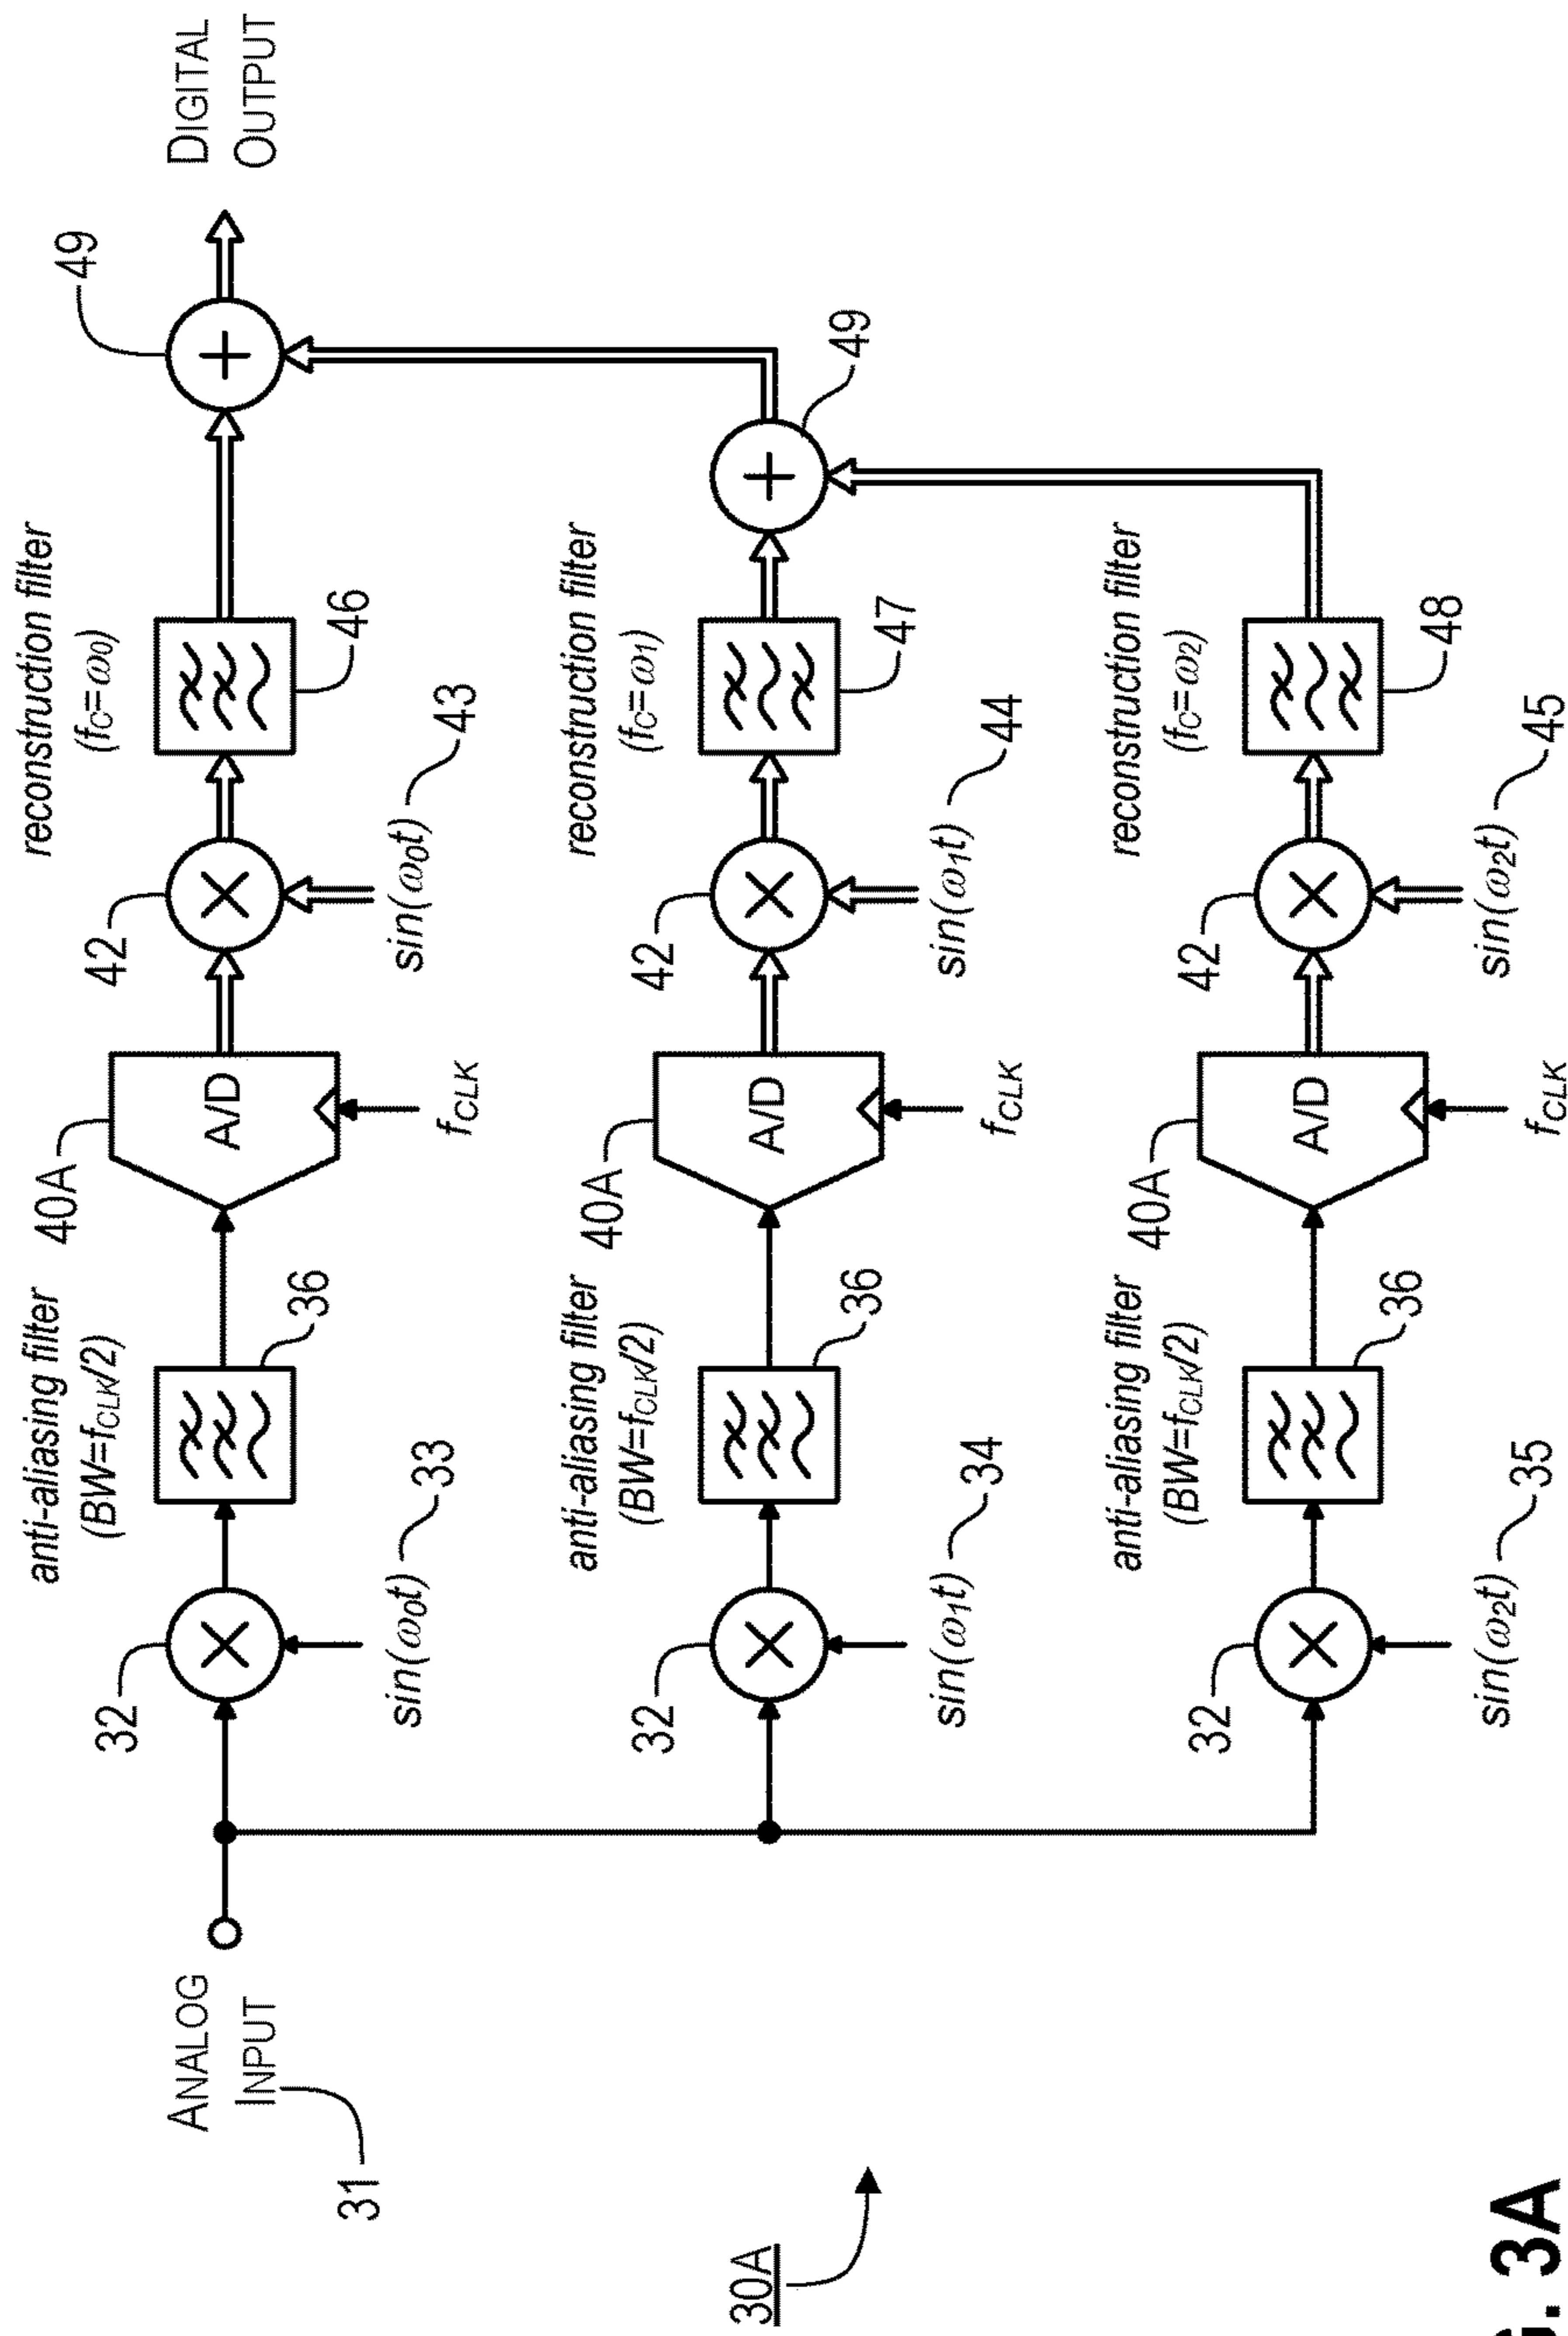 reconstruction filter
(fC=ω0)
anti-aliasing filter
(BW=fCLK/2)
49
DIGITAL
OUTPUT
32
36
40A
A/D
42
46
ANALOG
INPUT
31
sin(ω0t)
33
fCLK
sin(ω0t)
43
anti-aliasing filter
(BW=fCLK/2)
reconstruction filter
(fC=ω1)
32
36
40A
A/D
42
47
49
30A
sin(ω1t)
34
fCLK
sin(ω1t)
44
anti-aliasing filter
(BW=fCLK/2)
reconstruction filter
(fC=ω2)
32
36
40A
A/D
42
48
sin(ω2t)
35
fCLK
sin(ω2t)
45
3A